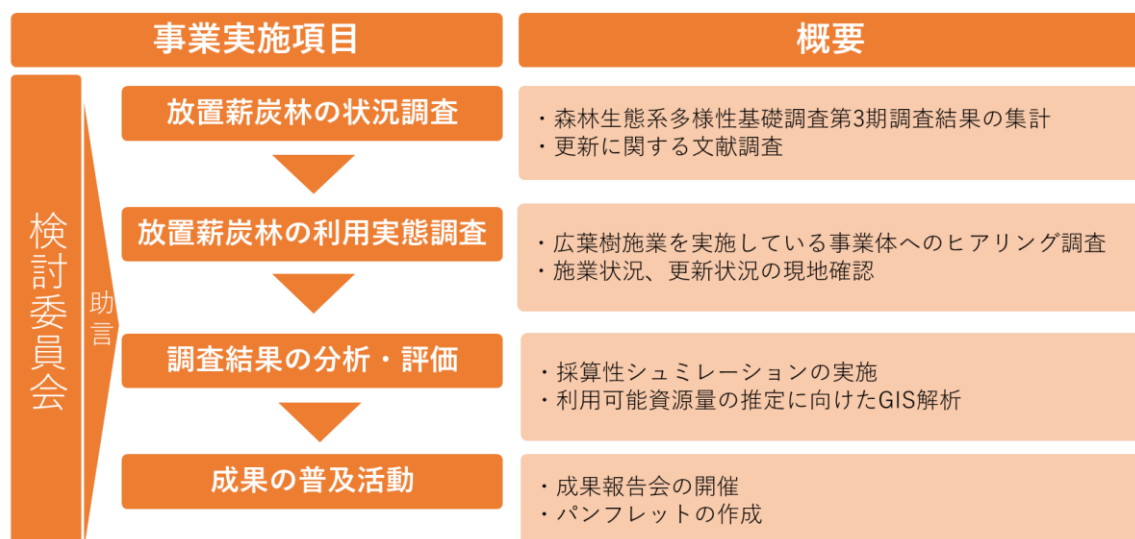 事業実施項目
概要
検討委員会
助言
放置薪炭林の状況調査
・森林生態系多様性基礎調査第3期調査結果の集計
・更新に関する文献調査
放置薪炭林の利用実態調査
・広葉樹施業を実施している事業体へのヒアリング調査
・施業状況、更新状況の現地確認
調査結果の分析・評価
・採算性シュミレーションの実施
・利用可能資源量の推定に向けたGIS解析
成果の普及活動
・成果報告会の開催
・パンフレットの作成